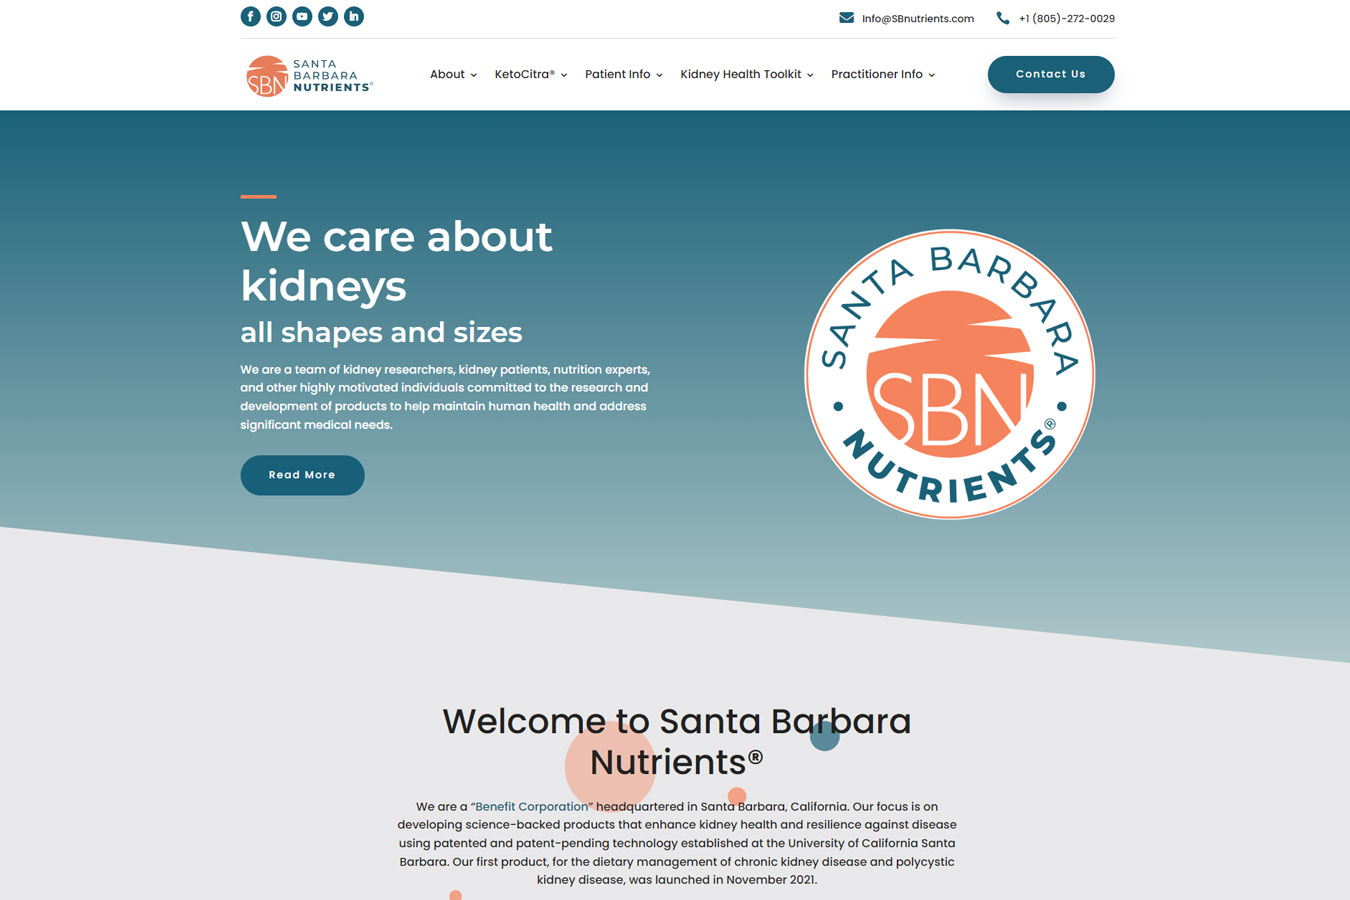 Info@SBnutrients.com
+1 (805)-272-0029
SBN
SANTA
BARBARA
NUTRIENTS®
About
KetoCitra®
Patient Info
Kidney Health Toolkit
Practitioner Info
Contact Us
We care about
kidneys
all shapes and sizes
We are a team of kidney researchers, kidney patients, nutrition experts,
and other highly motivated individuals committed to the research and
development of products to help maintain human health and address
significant medical needs.
Read More
SANTA BARBARA
SBN
NUTRIENTS®
Welcome to Santa Barbara
Nutrients®
We are a “Benefit Corporation” headquartered in Santa Barbara, California. Our focus is on
developing science-backed products that enhance kidney health and resilience against disease
using patented and patent-pending technology established at the University of California Santa
Barbara. Our first product, for the dietary management of chronic kidney disease and polycystic
kidney disease, was launched in November 2021.